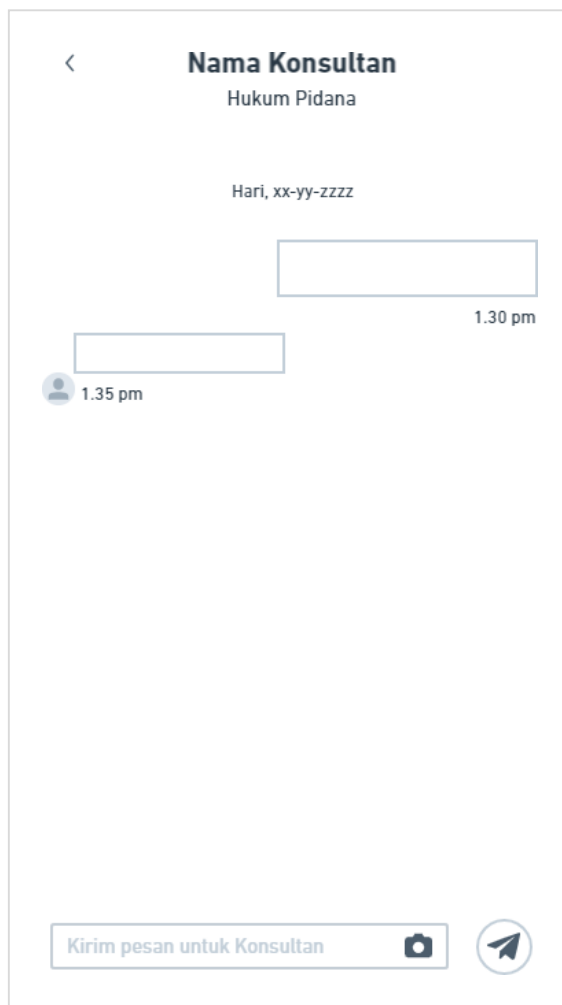 Nama Konsultan
Hukum Pidana
Hari, xx-yy-zzzz
1.30 pm
1.35 pm
Kirim pesan untuk Konsultan